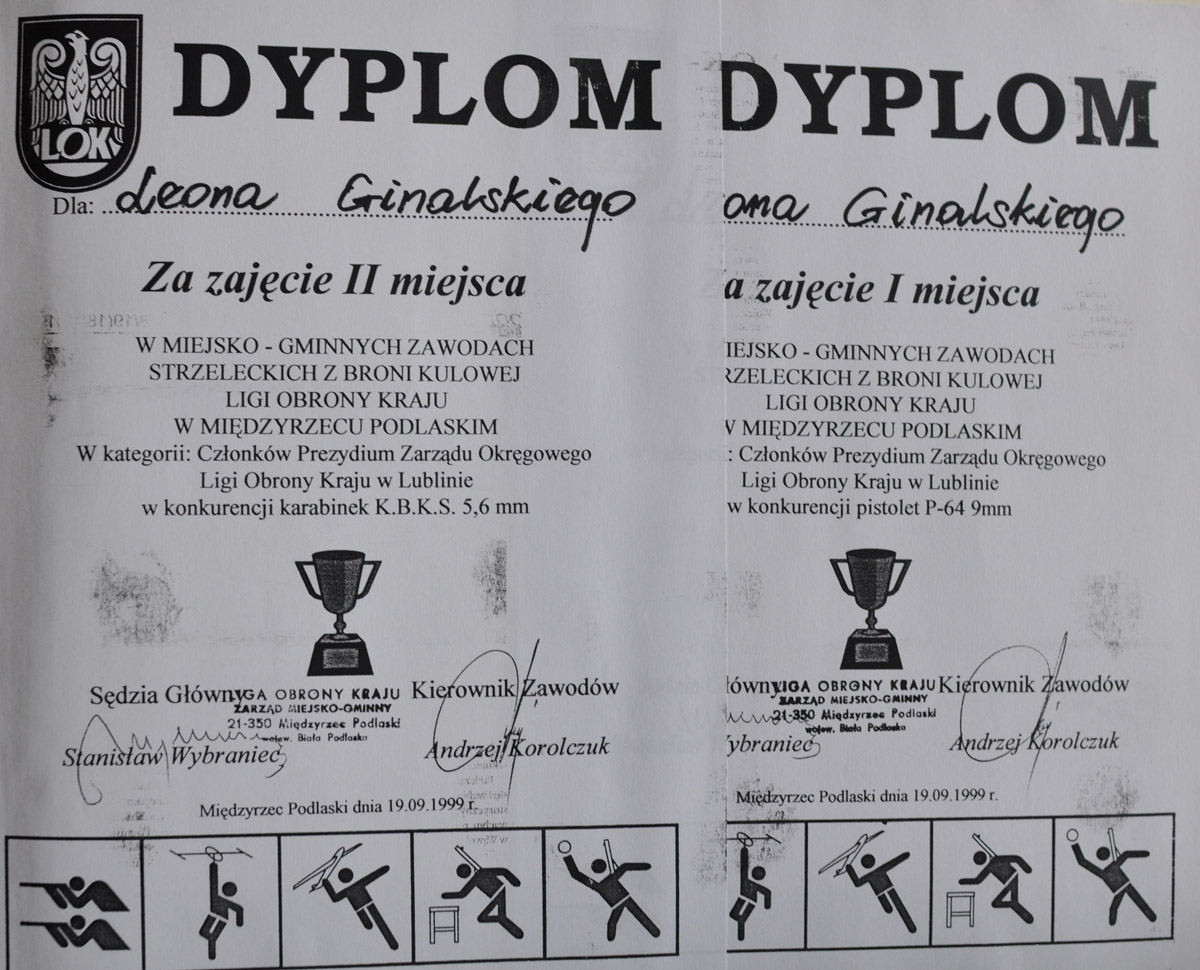 LOK
DYPLOM
Dla: Leona Ginalskiego
Za zajęcie II miejsca
W MIEJSKO - GMINNYCH ZAWODACH
STRZELECKICH Z BRONI KULOWEJ
LIGI OBRONY KRAJU
W MIĘDZYRZECU PODLASKIM
W kategorii: Członków Prezydium Zarządu Okręgowego
Ligi Obrony Kraju w Lublinie
w konkurencji karabinek K.B.K.S. 5,6 mm
Sędzia Główny
LIGA OBRONY KRAJU
ZARZĄD MIEJSKO-GMINNY
21-350 Międzyrzec Podlaski
wojew. Biała Podlaska
Kierownik Zawodów
Stanisław Wybraniec
Andrzej Korolczuk
Międzyrzec Podlaski dnia 19.09.1999 r.
DYPLOM
ona Ginalskiego
a zajęcie I miejsca
IEJSKO - GMINNYCH ZAWODACH
RZELECKICH Z BRONI KULOWEJ
LIGI OBRONY KRAJU
W MIĘDZYRZECU PODLASKIM
: Członków Prezydium Zarządu Okręgowego
Ligi Obrony Kraju w Lublinie
w konkurencji pistolet P-64 9mm
łówny
LIGA OBRONY KRAJU
ZARZĄD MIEJSKO-GMINNY
21-350 Międzyrzec Podlaski
wojew. Biała Podlaska
Kierownik Zawodów
ybraniec
Andrzej Korolczuk
Międzyrzec Podlaski dnia 19.09.1999 r.